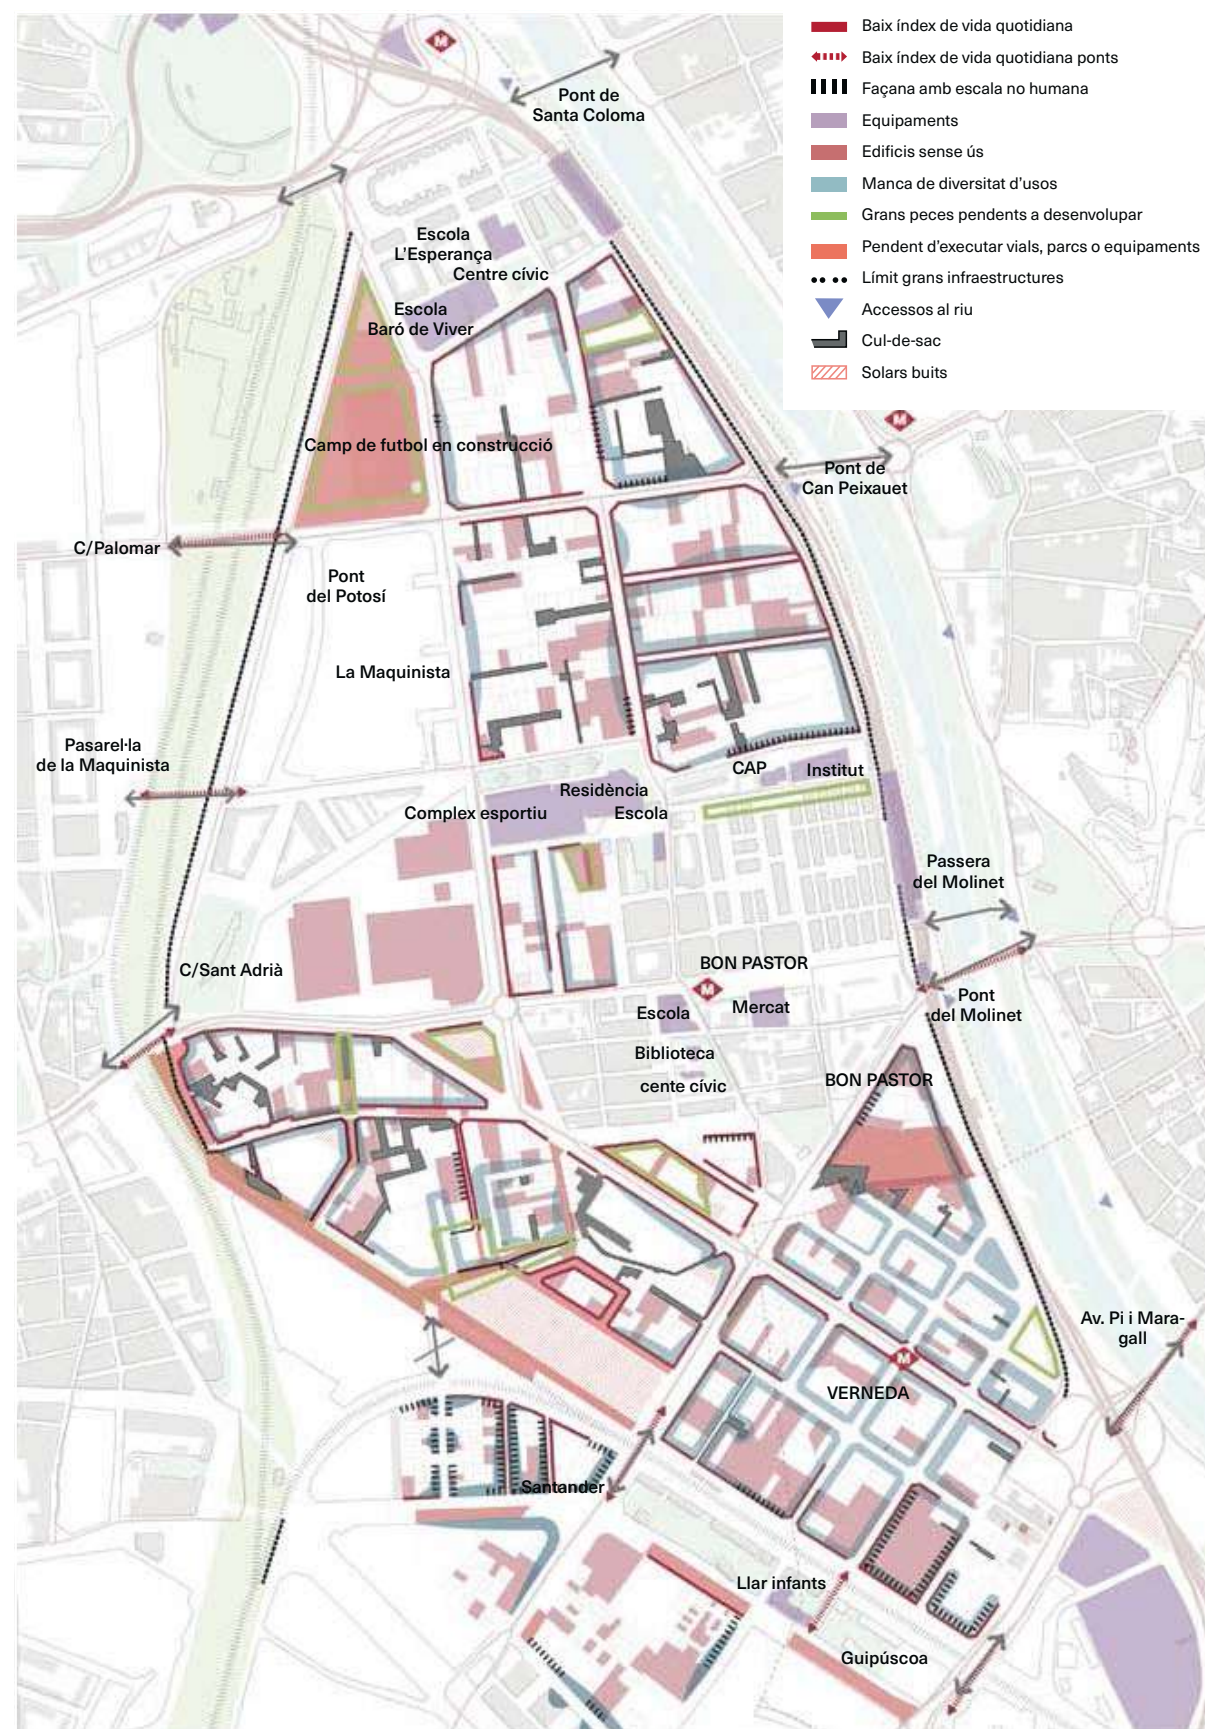 Baix índex de vida quotidiana
Baix índex de vida quotidiana ponts
Façana amb escala no humana
Equipaments
Edificis sense ús
Manca de diversitat d'usos
Grans peces pendents a desenvolupar
Pendent d'executar vials, parcs o equipaments
Límit grans infraestructures
Accessos al riu
Cul-de-sac
Solars buits
M
Pont de
Santa Coloma
Escola
L'Esperança
Centre cívic
Escola
Baró de Viver
M
Camp de futbol en construcció
Pont de
Can Peixauet
C/Palomar
Pont
del Potosí
La Maquinista
Pasarel·la
de la Maquinista
CAP
Institut
Residència
Complex esportiu
Escola
Passera
del Molinet
C/Sant Adrià
BON PASTOR
M
Escola
Mercat
Pont
del Molinet
Biblioteca
cente cívic
BON PASTOR
Av. Pi i Mara-
gall
M
VERNEDA
Santander
Llar infants
Guipúscoa